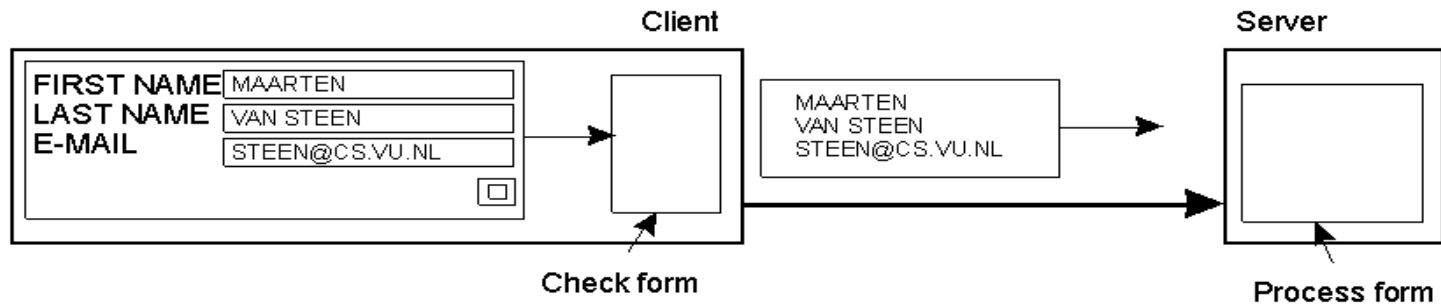 Client
Server
FIRST NAME MAARTEN
LAST NAME VAN STEEN
E-MAIL STEEN@CS.VU.NL
MAARTEN
VAN STEEN
STEEN@CS.VU.NL
Check form
Process form